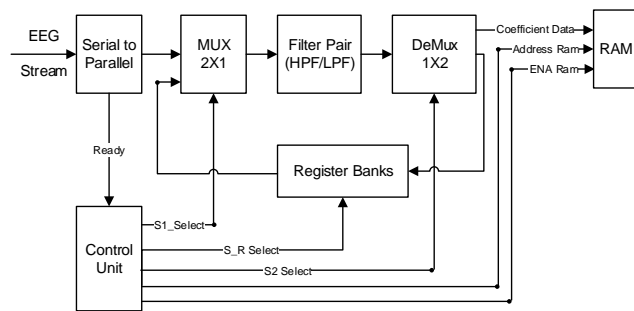 EEG
Stream
Serial to
Parallel
MUX
2X1
Filter Pair
(HPF/LPF)
DeMux
1X2
Coefficient Data
Address Ram
ENA Ram
RAM
Ready
Register Banks
Control
Unit
S1_Select
S_R Select
S2 Select